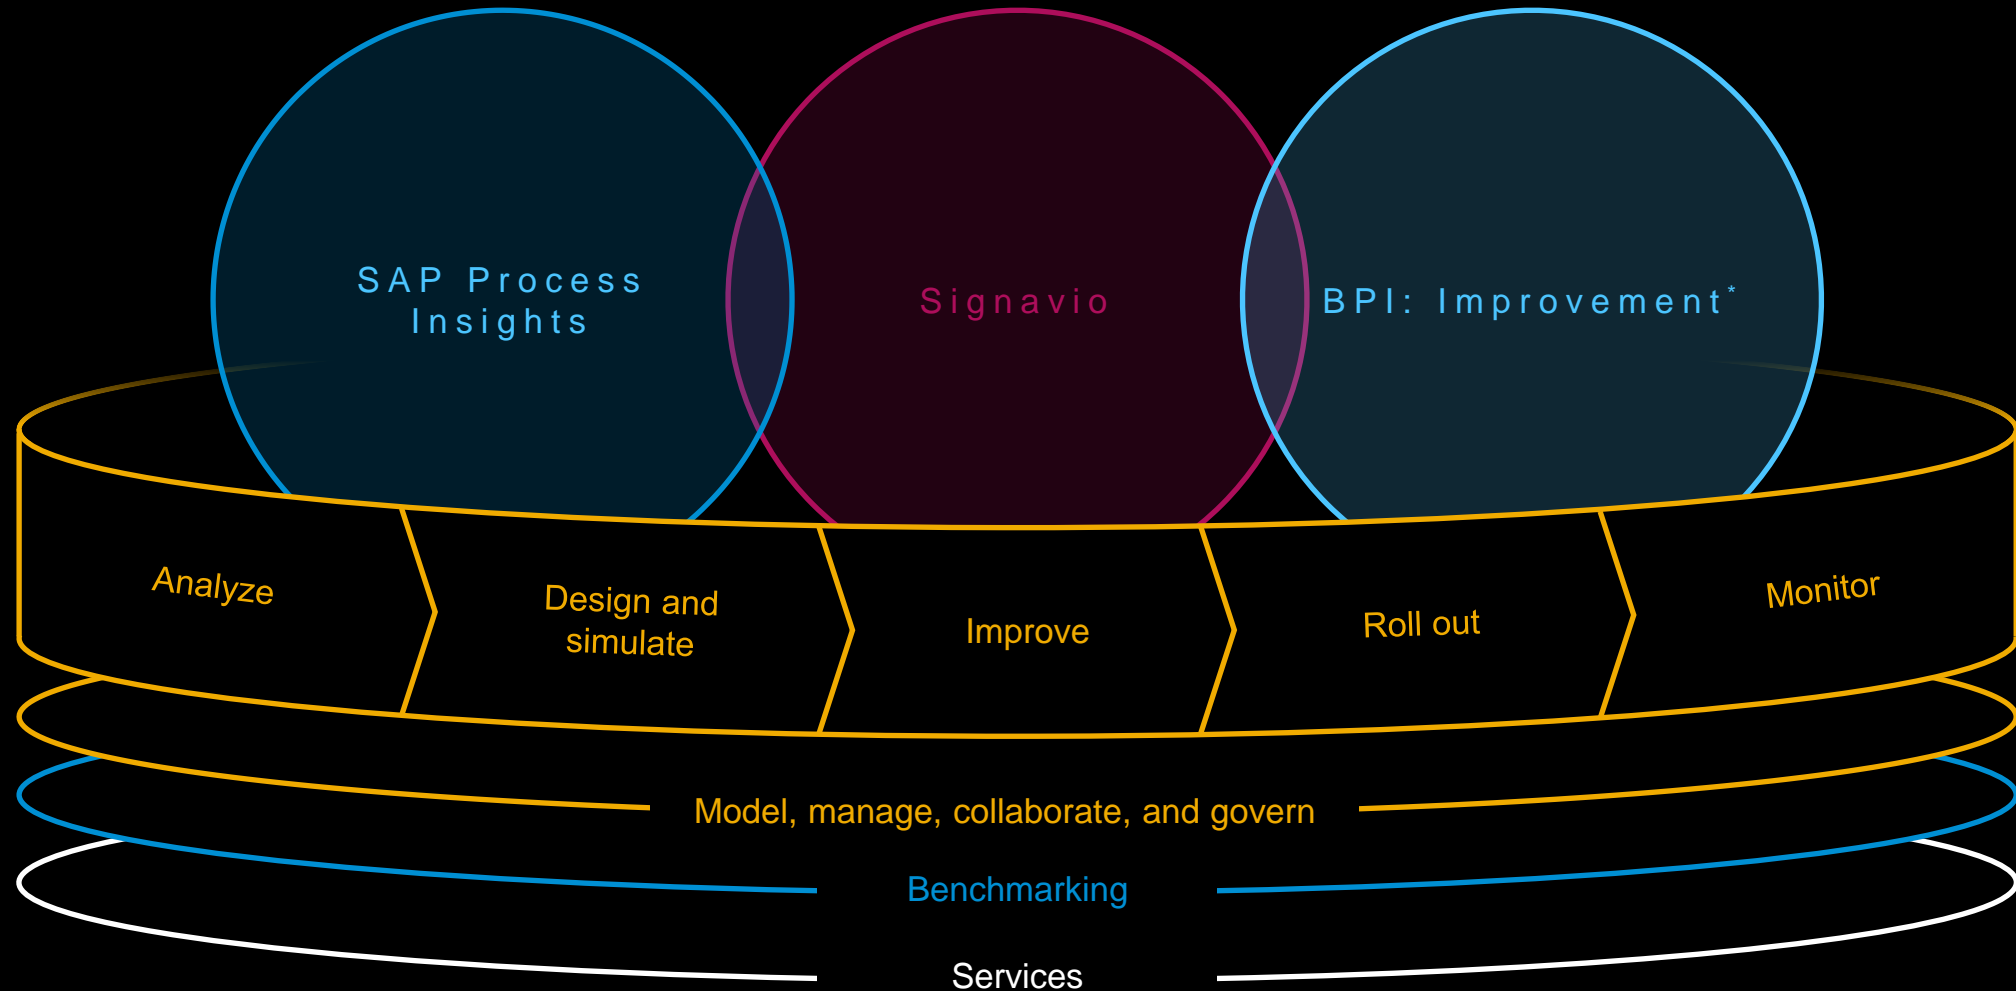 SAP Process
Insights
Signavio
BPI: Improvement*
Analyze
Design and
simulate
Improve
Roll out
Monitor
Model, manage, collaborate, and govern
Benchmarking
Services